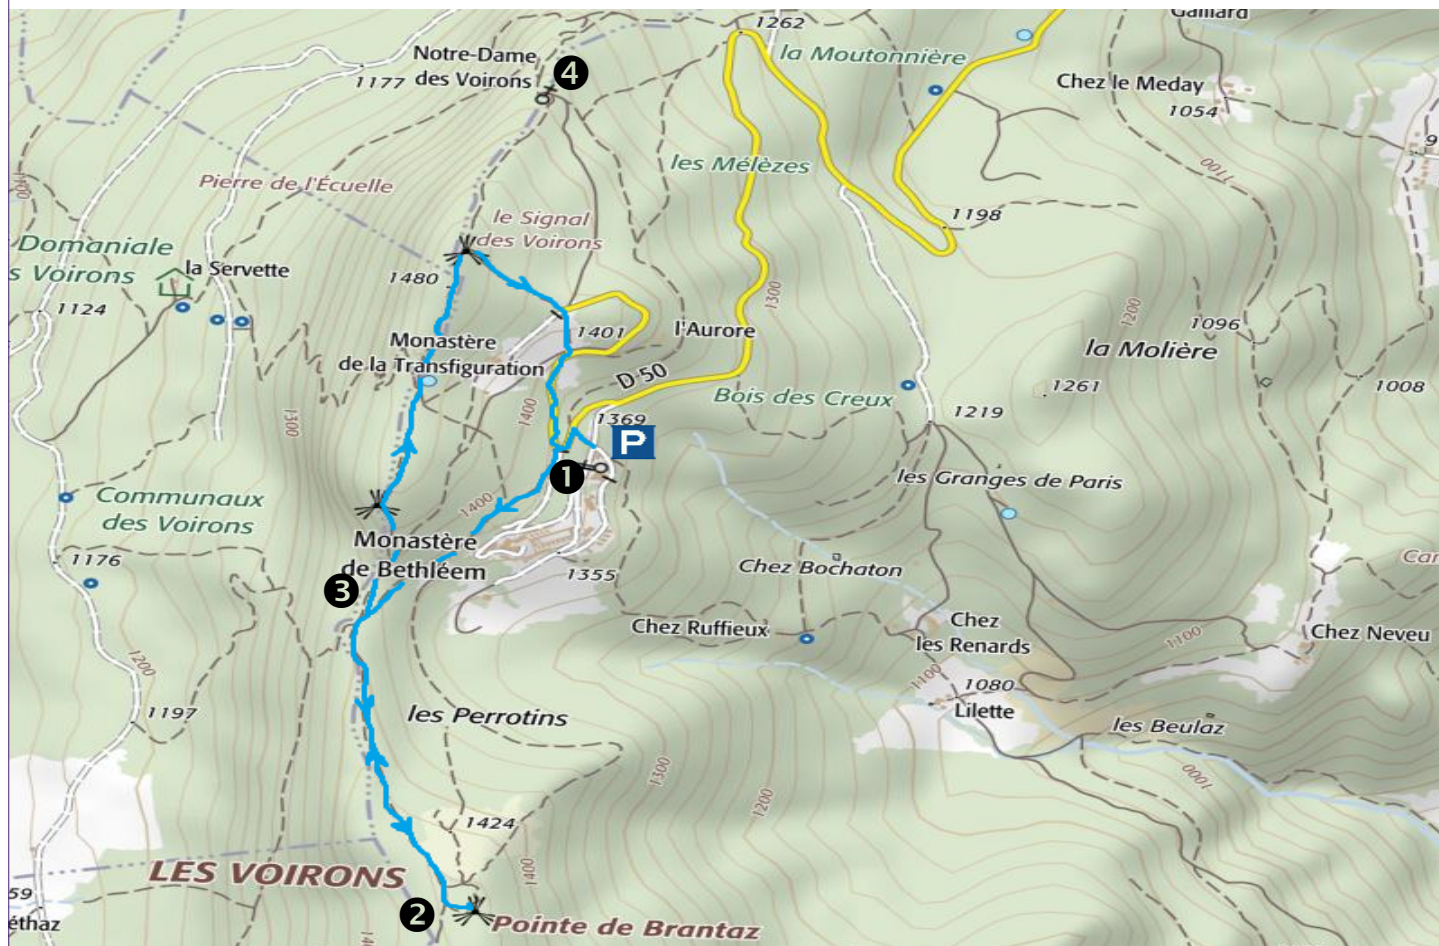 1262
Gaillard
Notre-Dame
des Voirons
4
la Moutonnière
1177
Chez le Meday
1054
9
les Mélèzes
1100
1100
Pierre de l'Écuelle
le Signal
des Voirons
1198
Domaniale
s Voirons
la Servette
1480
1300
1200
1124
Monastère
de la Transfiguration
1401
l'Aurore
1096
la Molière
D 50
1261
1008
Bois des Creux
1300
1400
1369
P
1219
1
les Granges de Paris
Communaux
des Voirons
1400
Monastère
de Bethléem
1176
3
1355
Chez Bochaton
Car
Chez Ruffieux
Chez
les Renards
1100
Chez Neveu
1200
1100
1080
Lilette
1197
les Perrotins
les Beulaz
1300
1200
1000
1424
LES VOIRONS
1400
59
éthaz
2
Pointe de Brantaz
140